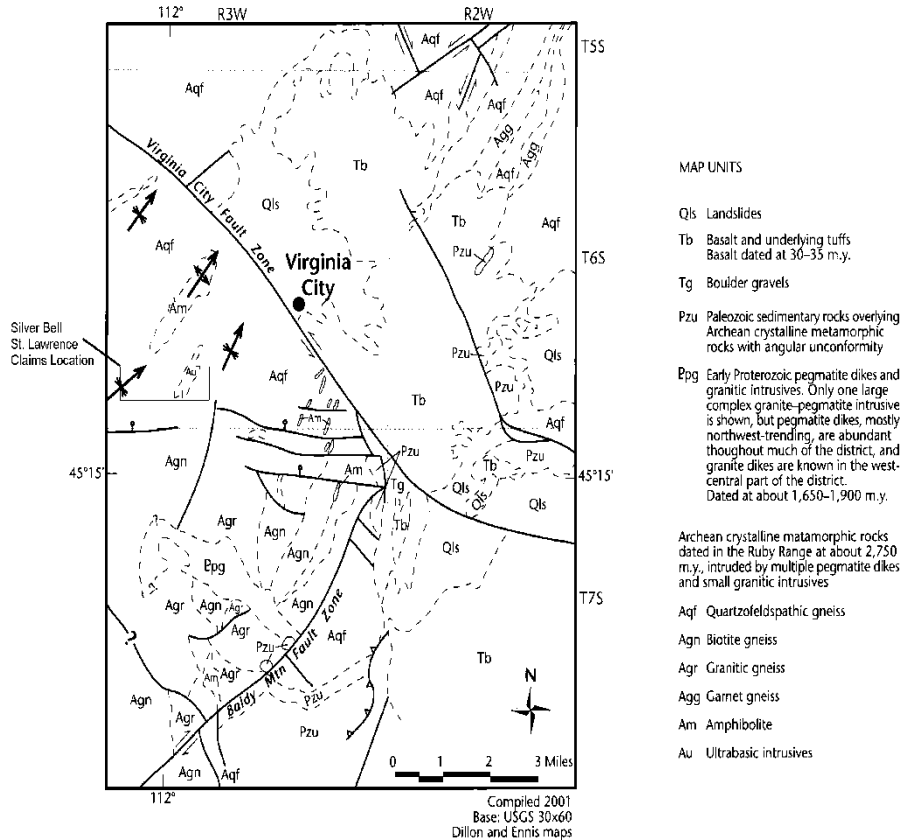 112°
R3W
R2W
T5S
Aqf
Aqf
Aqf
Aqf
Agg
Agg
Aqf
Virginia City Fault Zone
Tb
Qls
Tb
Aqf
Pzu
T6S
Aqf
Virginia
City
Am
Silver Bell
St. Lawrence
Claims Location
Au
Aqf
Pzu
Qls
Pzu
Tb
Aqf
Am
Pzu
Pzu
45°15'
Agn
Am
Tb
45°15'
Tg
Qls
Qls
Qls
Agr
Agn
Tb
Qls
Agn
Ppg
Agr
Agn
Agr
Agn
T7S
Agr
Aqf
Pzu
Baldy Mtn Fault Zone
Tb
Am
Agr
Agn
Pzu
N
Agr
Pzu
Agn
Aqf
0 1 2 3 Miles
112°
Compiled 2001
Base: USGS 30x60
Dillon and Ennis maps
MAP UNITS
Qls Landslides
Tb Basalt and underlying tuffs
Basalt dated at 30–35 m.y.
Tg Boulder gravels
Pzu Paleozoic sedimentary rocks overlying
Archean crystalline metamorphic
rocks with angular unconformity
Ppg Early Proterozoic pegmatite dikes and
granitic intrusives. Only one large
complex granite–pegmatite intrusive
is shown, but pegmatite dikes, mostly
northwest-trending, are abundant
thoughout much of the district, and
granite dikes are known in the west-
central part of the district.
Dated at about 1,650–1,900 m.y.
Archean crystalline matamorphic rocks
dated in the Ruby Range at about 2,750
m.y., intruded by multiple pegmatite dikes
and small granitic intrusives
Aqf Quartzofeldspathic gneiss
Agn Biotite gneiss
Agr Granitic gneiss
Agg Garnet gneiss
Am Amphibolite
Au Ultrabasic intrusives